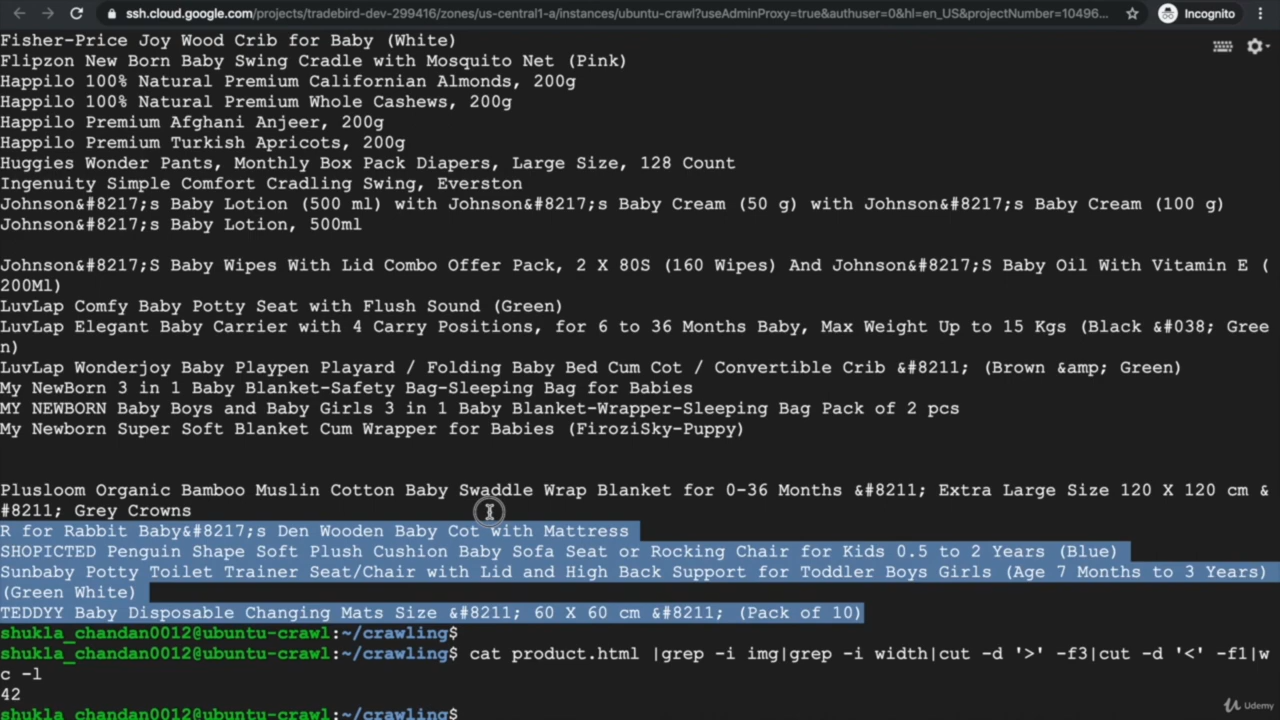 ssh.cloud.google.com/projects/tradebird-dev-299416/zones/us-central1-a/instances/ubuntu-crawl?useAdminProxy=true&authuser=0&hl=en_US&projectNumber=10496...
Incognito
Fisher-Price Joy Wood Crib for Baby (White)
Flipzon New Born Baby Swing Cradle with Mosquito Net (Pink)
Happilo 100% Natural Premium Californian Almonds, 200g
Happilo 100% Natural Premium Whole Cashews, 200g
Happilo Premium Afghani Anjeer, 200g
Happilo Premium Turkish Apricots, 200g
Huggies Wonder Pants, Monthly Box Pack Diapers, Large Size, 128 Count
Ingenuity Simple Comfort Cradling Swing, Everston
Johnson&#8217;s Baby Lotion (500 ml) with Johnson&#8217;s Baby Cream (50 g) with Johnson&#8217;s Baby Cream (100 g)
Johnson&#8217;s Baby Lotion, 500ml
Johnson&#8217;S Baby Wipes With Lid Combo Offer Pack, 2 X 80S (160 Wipes) And Johnson&#8217;S Baby Oil With Vitamin E (
200Ml)
LuvLap Comfy Baby Potty Seat with Flush Sound (Green)
LuvLap Elegant Baby Carrier with 4 Carry Positions, for 6 to 36 Months Baby, Max Weight Up to 15 Kgs (Black &#038; Gree
n)
LuvLap Wonderjoy Baby Playpen Playard / Folding Baby Bed Cum Cot / Convertible Crib &#8211; (Brown &amp; Green)
My NewBorn 3 in 1 Baby Blanket-Safety Bag-Sleeping Bag for Babies
MY NEWBORN Baby Boys and Baby Girls 3 in 1 Baby Blanket-Wrapper-Sleeping Bag Pack of 2 pcs
My Newborn Super Soft Blanket Cum Wrapper for Babies (FiroziSky-Puppy)
Plusloom Organic Bamboo Muslin Cotton Baby Swaddle Wrap Blanket for 0-36 Months &#8211; Extra Large Size 120 X 120 cm &
#8211; Grey Crowns
R for Rabbit Baby&#8217;s Den Wooden Baby Cot with Mattress
SHOPICTED Penguin Shape Soft Plush Cushion Baby Sofa Seat or Rocking Chair for Kids 0.5 to 2 Years (Blue)
Sunbaby Potty Toilet Trainer Seat/Chair with Lid and High Back Support for Toddler Boys Girls (Age 7 Months to 3 Years)
(Green White)
TEDDYY Baby Disposable Changing Mats Size &#8211; 60 X 60 cm &#8211; (Pack of 10)
shukla_chandan0012@ubuntu-crawl:~/crawling$
shukla_chandan0012@ubuntu-crawl:~/crawling$ cat product.html |grep -i img|grep -i width|cut -d '>' -f3|cut -d '<' -f1|w
c -l
42
shukla_chandan0012@ubuntu-crawl:~/crawling$
Udemy